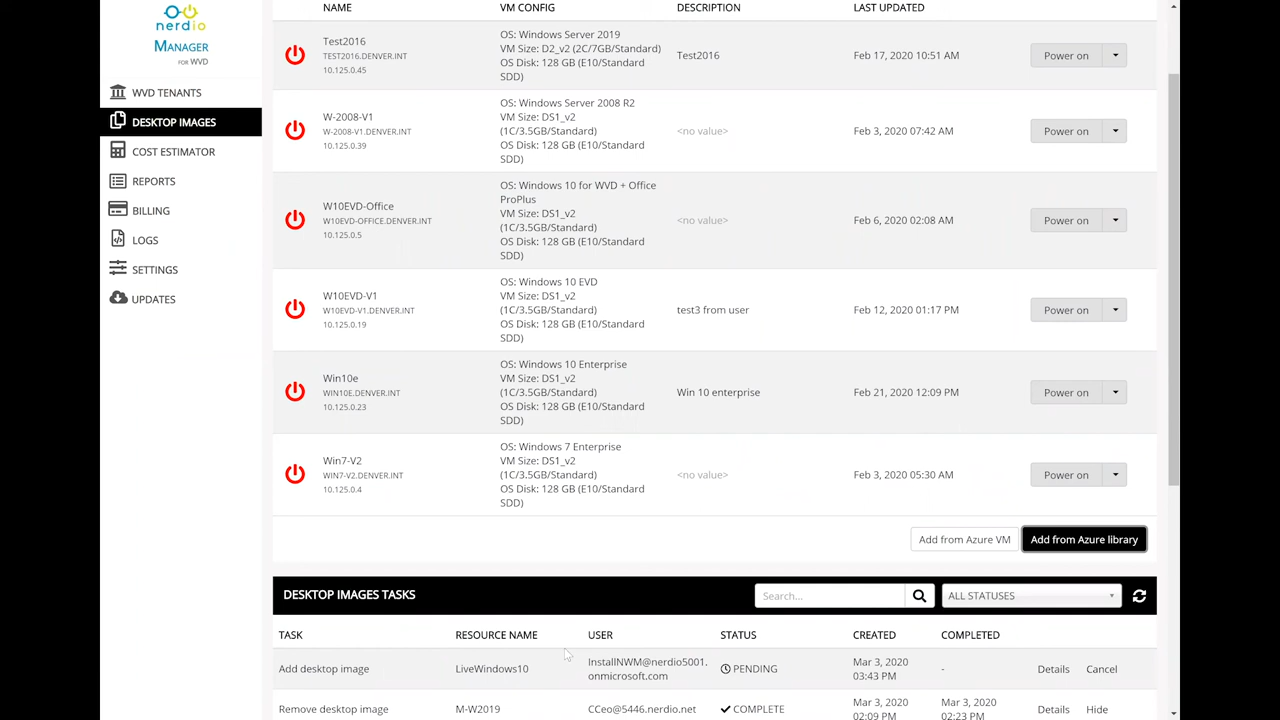 nerdio
MANAGER
FOR WVD
WVD TENANTS
DESKTOP IMAGES
COST ESTIMATOR
REPORTS
BILLING
LOGS
SETTINGS
UPDATES
NAME VM CONFIG DESCRIPTION LAST UPDATED
Test2016
TEST2016.DENVER.INT
10.125.0.45
OS: Windows Server 2019
VM Size: D2_v2 (2C/7GB/Standard)
OS Disk: 128 GB (E10/Standard
SDD)
Test2016
Feb 17, 2020 10:51 AM
Power on
W-2008-V1
W-2008-V1.DENVER.INT
10.125.0.39
OS: Windows Server 2008 R2
VM Size: DS1_v2
(1C/3.5GB/Standard)
OS Disk: 128 GB (E10/Standard
SDD)
<no value>
Feb 3, 2020 07:42 AM
Power on
W10EVD-Office
W10EVD-OFFICE.DENVER.INT
10.125.0.5
OS: Windows 10 for WVD + Office
ProPlus
VM Size: DS1_v2
(1C/3.5GB/Standard)
OS Disk: 128 GB (E10/Standard
SDD)
<no value>
Feb 6, 2020 02:08 AM
Power on
W10EVD-V1
W10EVD-V1.DENVER.INT
10.125.0.19
OS: Windows 10 EVD
VM Size: DS1_v2
(1C/3.5GB/Standard)
OS Disk: 128 GB (E10/Standard
SDD)
test3 from user
Feb 12, 2020 01:17 PM
Power on
Win10e
WIN10E.DENVER.INT
10.125.0.23
OS: Windows 10 Enterprise
VM Size: DS1_v2
(1C/3.5GB/Standard)
OS Disk: 128 GB (E10/Standard
SDD)
Win 10 enterprise
Feb 21, 2020 12:09 PM
Power on
Win7-V2
WIN7-V2.DENVER.INT
10.125.0.4
OS: Windows 7 Enterprise
VM Size: DS1_v2
(1C/3.5GB/Standard)
OS Disk: 128 GB (E10/Standard
SDD)
<no value>
Feb 3, 2020 05:30 AM
Power on
Add from Azure VM
Add from Azure library
DESKTOP IMAGES TASKS
Search...
ALL STATUSES
TASK RESOURCE NAME USER STATUS CREATED COMPLETED
Add desktop image
LiveWindows10
InstallNWM@nerdio5001.
onmicrosoft.com
PENDING
Mar 3, 2020
03:43 PM
-
Details
Cancel
Remove desktop image
M-W2019
CCeo@5446.nerdio.net
COMPLETE
Mar 3, 2020
02:09 PM
Mar 3, 2020
02:23 PM
Details
Hide